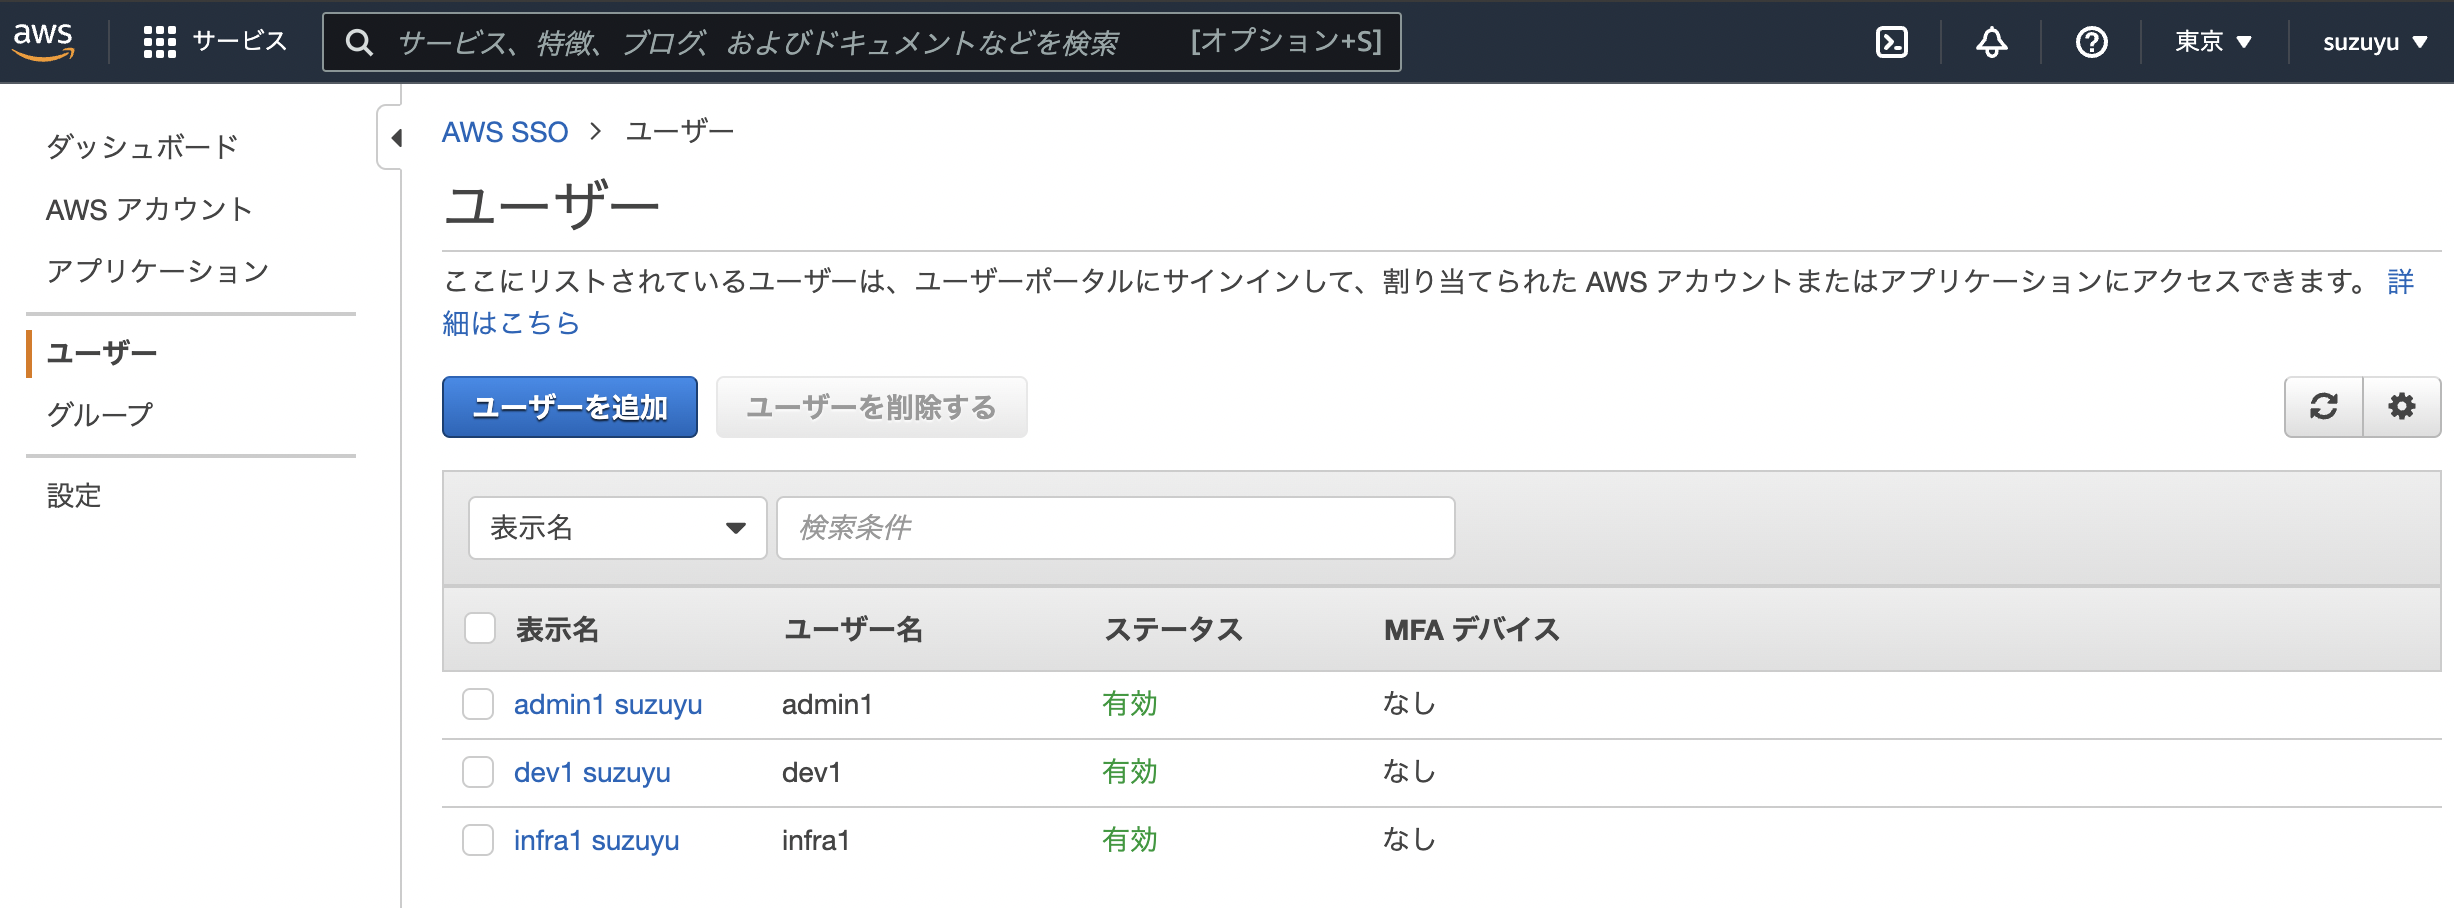 aws サービス サービス、特徴、ブログ、およびドキュメントなどを検索 [オプション+S] 東京 suzuyu
ダッシュボード
AWS アカウント
アプリケーション
ユーザー
グループ
設定
AWS SSO > ユーザー
ユーザー
ここにリストされているユーザーは、ユーザーポータルにサインインして、割り当てられた AWS アカウントまたはアプリケーションにアクセスできます。 詳
細はこちら
ユーザーを追加 ユーザーを削除する
表示名 検索条件
表示名 ユーザー名 ステータス MFA デバイス
admin1 suzuyu admin1 有効 なし
dev1 suzuyu dev1 有効 なし
infra1 suzuyu infra1 有効 なし